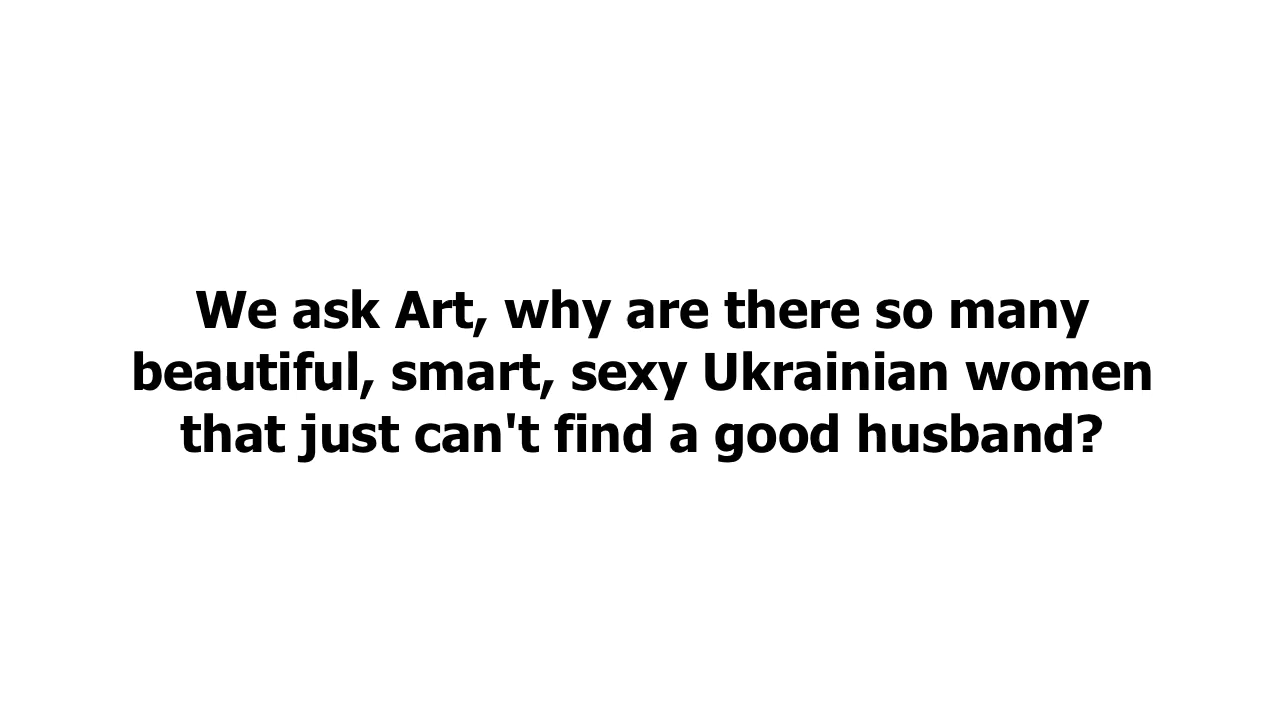 We ask Art, why are there so many
beautiful, smart, sexy Ukrainian women
that just can't find a good husband?